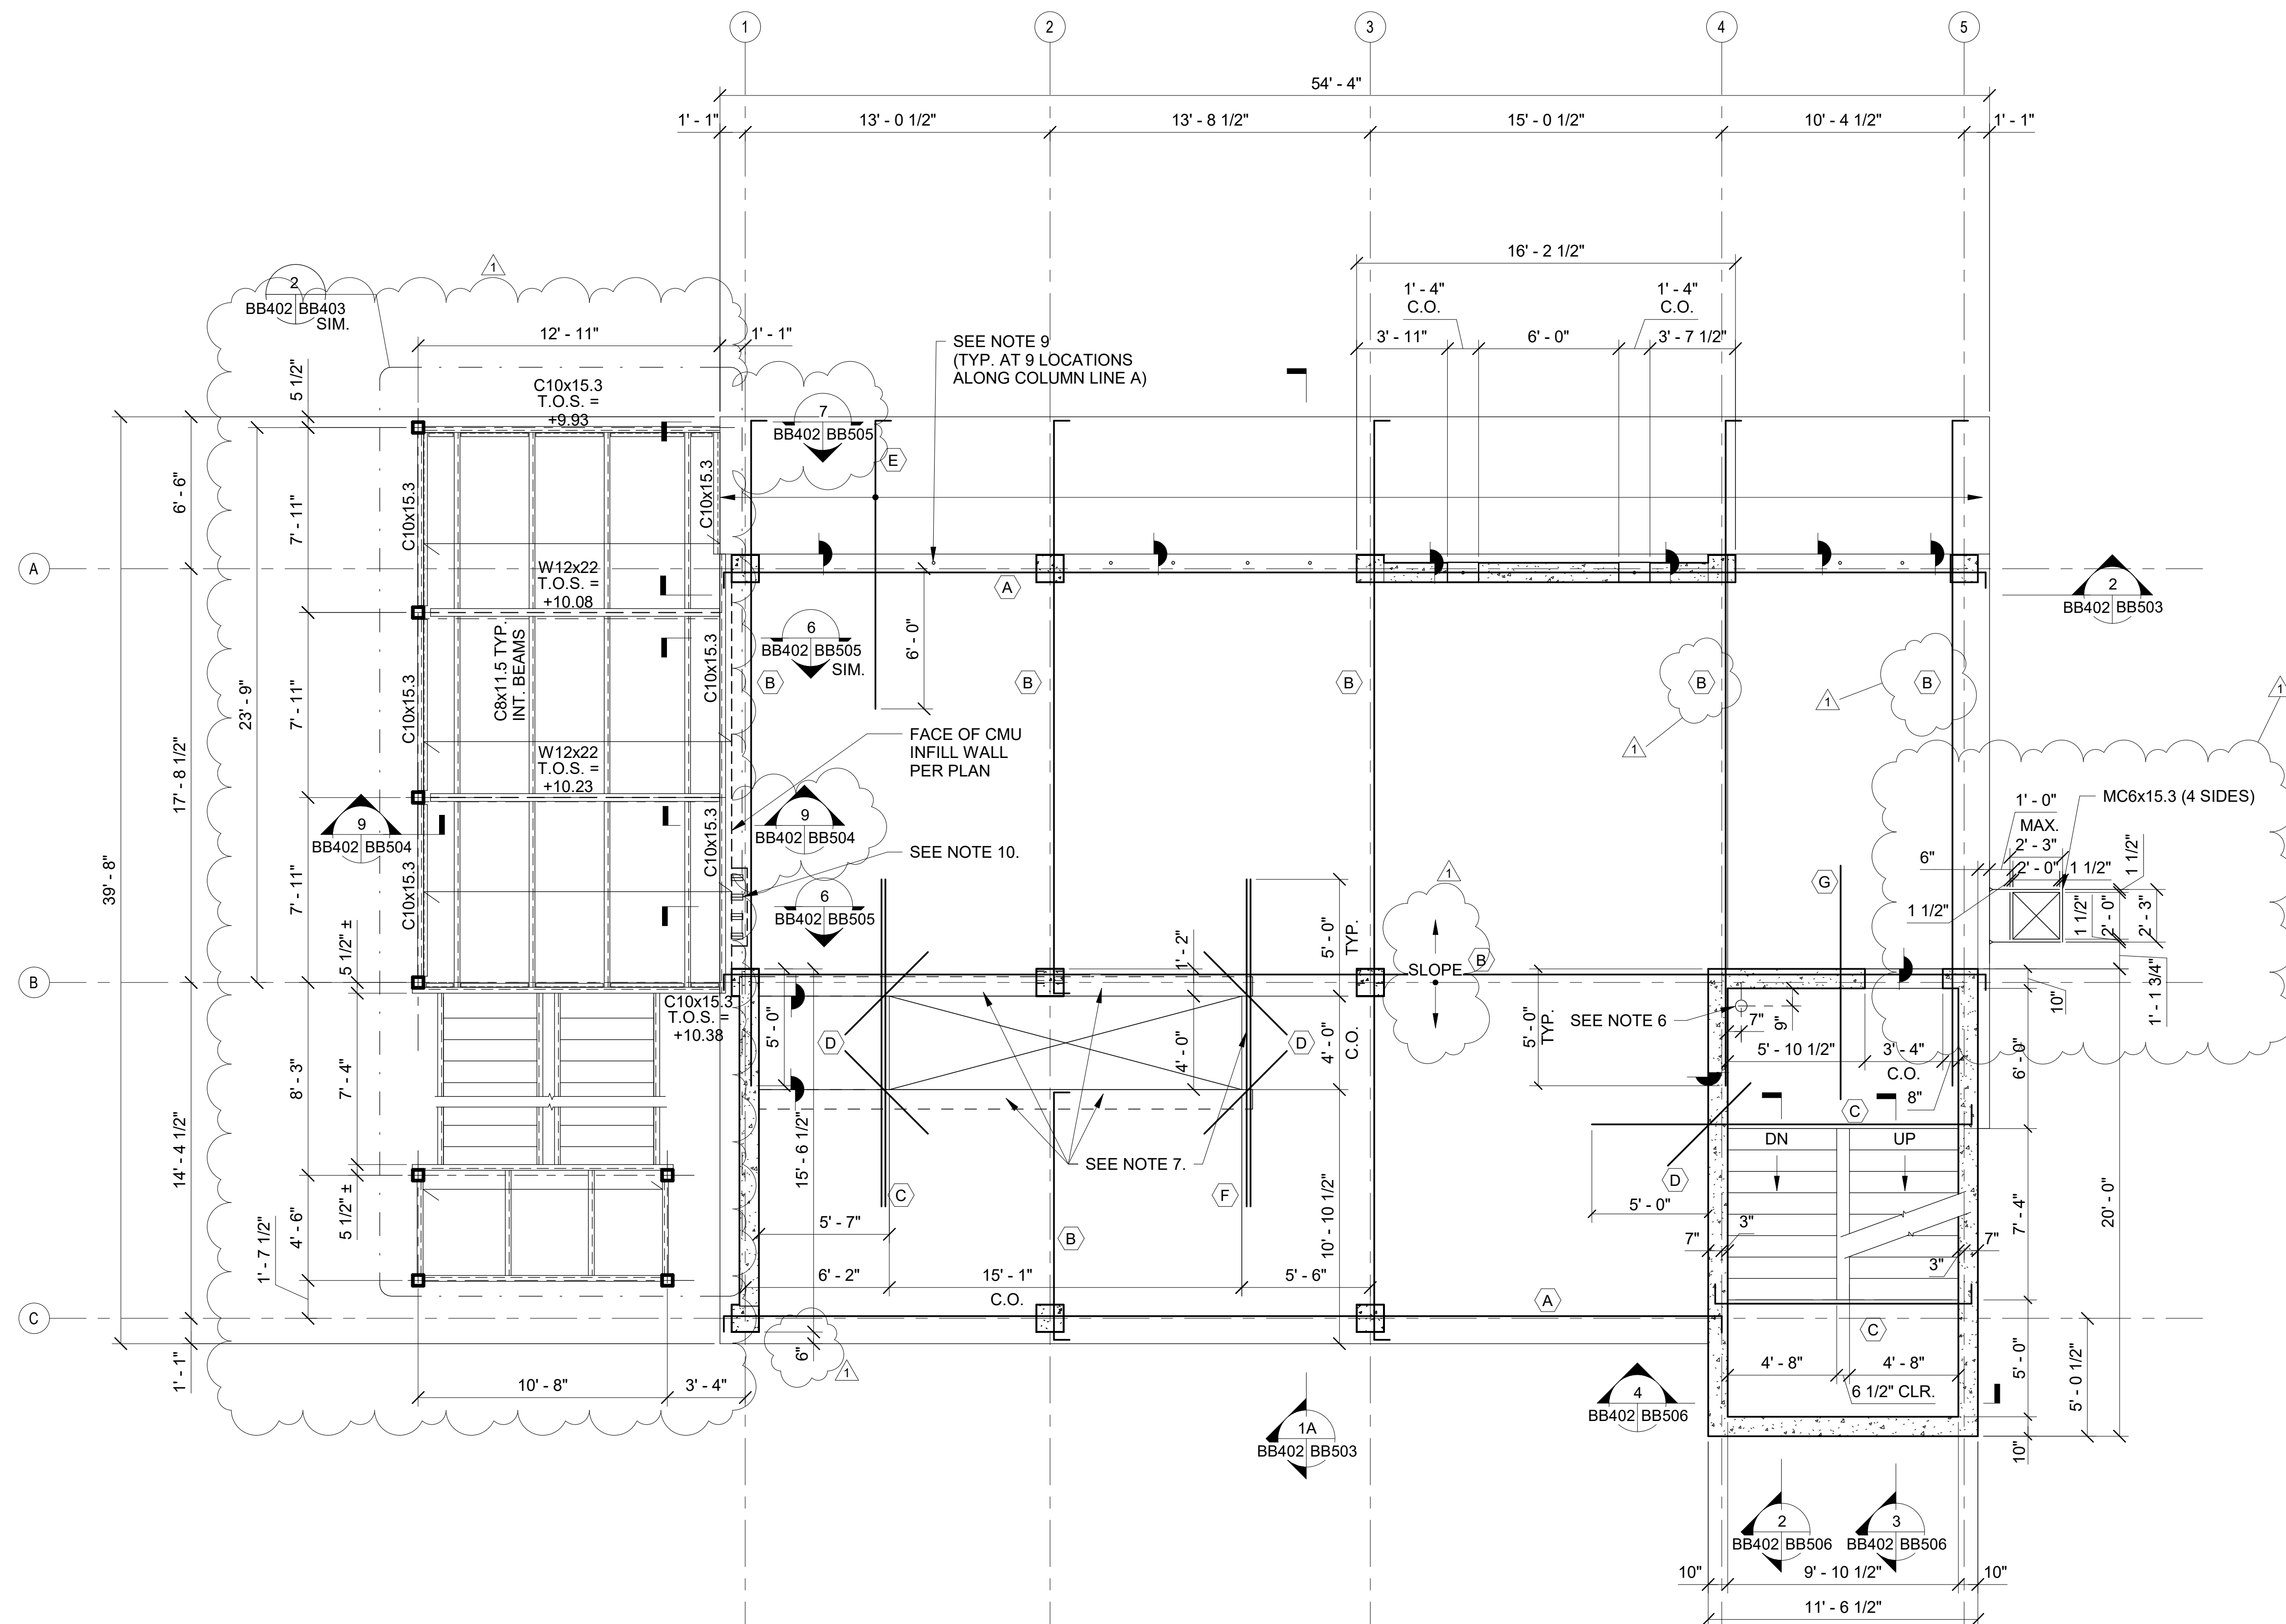 1
2
3
4
5
54' - 4"
1' - 1"
13' - 0 1/2"
13' - 8 1/2"
15' - 0 1/2"
10' - 4 1/2"
1' - 1"
16' - 2 1/2"
1' - 4"
C.O.
1' - 4"
C.O.
3' - 11"
6' - 0"
3' - 7 1/2"
1
2
BB402 BB403
SIM.
12' - 11"
1' - 1"
SEE NOTE 9
(TYP. AT 9 LOCATIONS
ALONG COLUMN LINE A)
5 1/2"
C10x15.3
T.O.S. =
+9.93
7
BB402 BB505
E
6' - 6"
7' - 11"
C10x15.3
C10x15.3
A
W12x22
T.O.S. =
+10.08
A
2
BB402 BB503
C8x11.5 TYP.
INT. BEAMS
6
BB402 BB505
SIM.
6' - 0"
39' - 8"
17' - 8 1/2"
23' - 9"
7' - 11"
C10x15.3
C10x15.3
B
B
B
B
B
1
1
1
FACE OF CMU
INFILL WALL
PER PLAN
W12x22
T.O.S. =
+10.23
9
BB402 BB504
9
BB402 BB504
SEE NOTE 10.
7' - 11"
C10x15.3
C10x15.3
6
BB402 BB505
MC6x15.3 (4 SIDES)
1' - 0"
MAX.
2' - 3"
6"
2' - 0"
1 1/2"
1 1/2"
1 1/2"
1 1/2"
2' - 0"
2' - 3"
G
1
5' - 0"
TYP.
1' - 2"
SLOPE
B
B
5 1/2" ±
C10x15.3
T.O.S. =
+10.38
5' - 0"
D
4' - 0"
D
4' - 0"
C.O.
5' - 0"
TYP.
SEE NOTE 6
7"
9"
10"
1' - 1 3/4"
5' - 10 1/2"
3' - 4"
C.O.
6' - 0"
8"
8' - 3"
7' - 4"
14' - 4 1/2"
15' - 6 1/2"
SEE NOTE 7.
C
DN
UP
D
C
F
5' - 0"
5' - 7"
B
10' - 10 1/2"
7"
3"
7"
3"
7' - 4"
20' - 0"
5 1/2" ±
4' - 6"
1' - 7 1/2"
6' - 2"
15' - 1"
C.O.
5' - 6"
A
C
C
1' - 1"
6"
1
4' - 8"
4' - 8"
6 1/2" CLR.
5' - 0"
5' - 0 1/2"
10"
10' - 8"
3' - 4"
1A
BB402 BB503
4
BB402 BB506
2
BB402 BB506
3
BB402 BB506
10"
9' - 10 1/2"
10"
11' - 6 1/2"